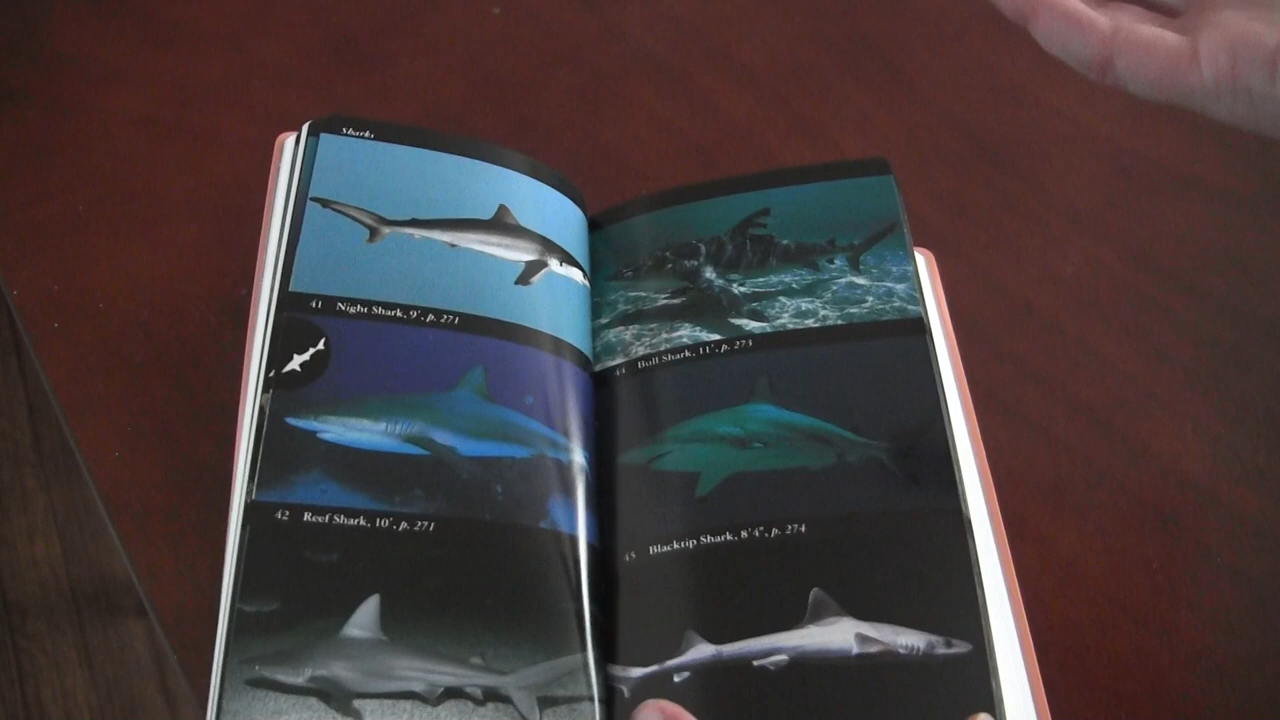 Sharks
41 Night Shark, 9', p. 271
42 Reef Shark, 10', p. 271
44 Bull Shark, 11', p. 273
45 Blacktip Shark, 8'4", p. 274